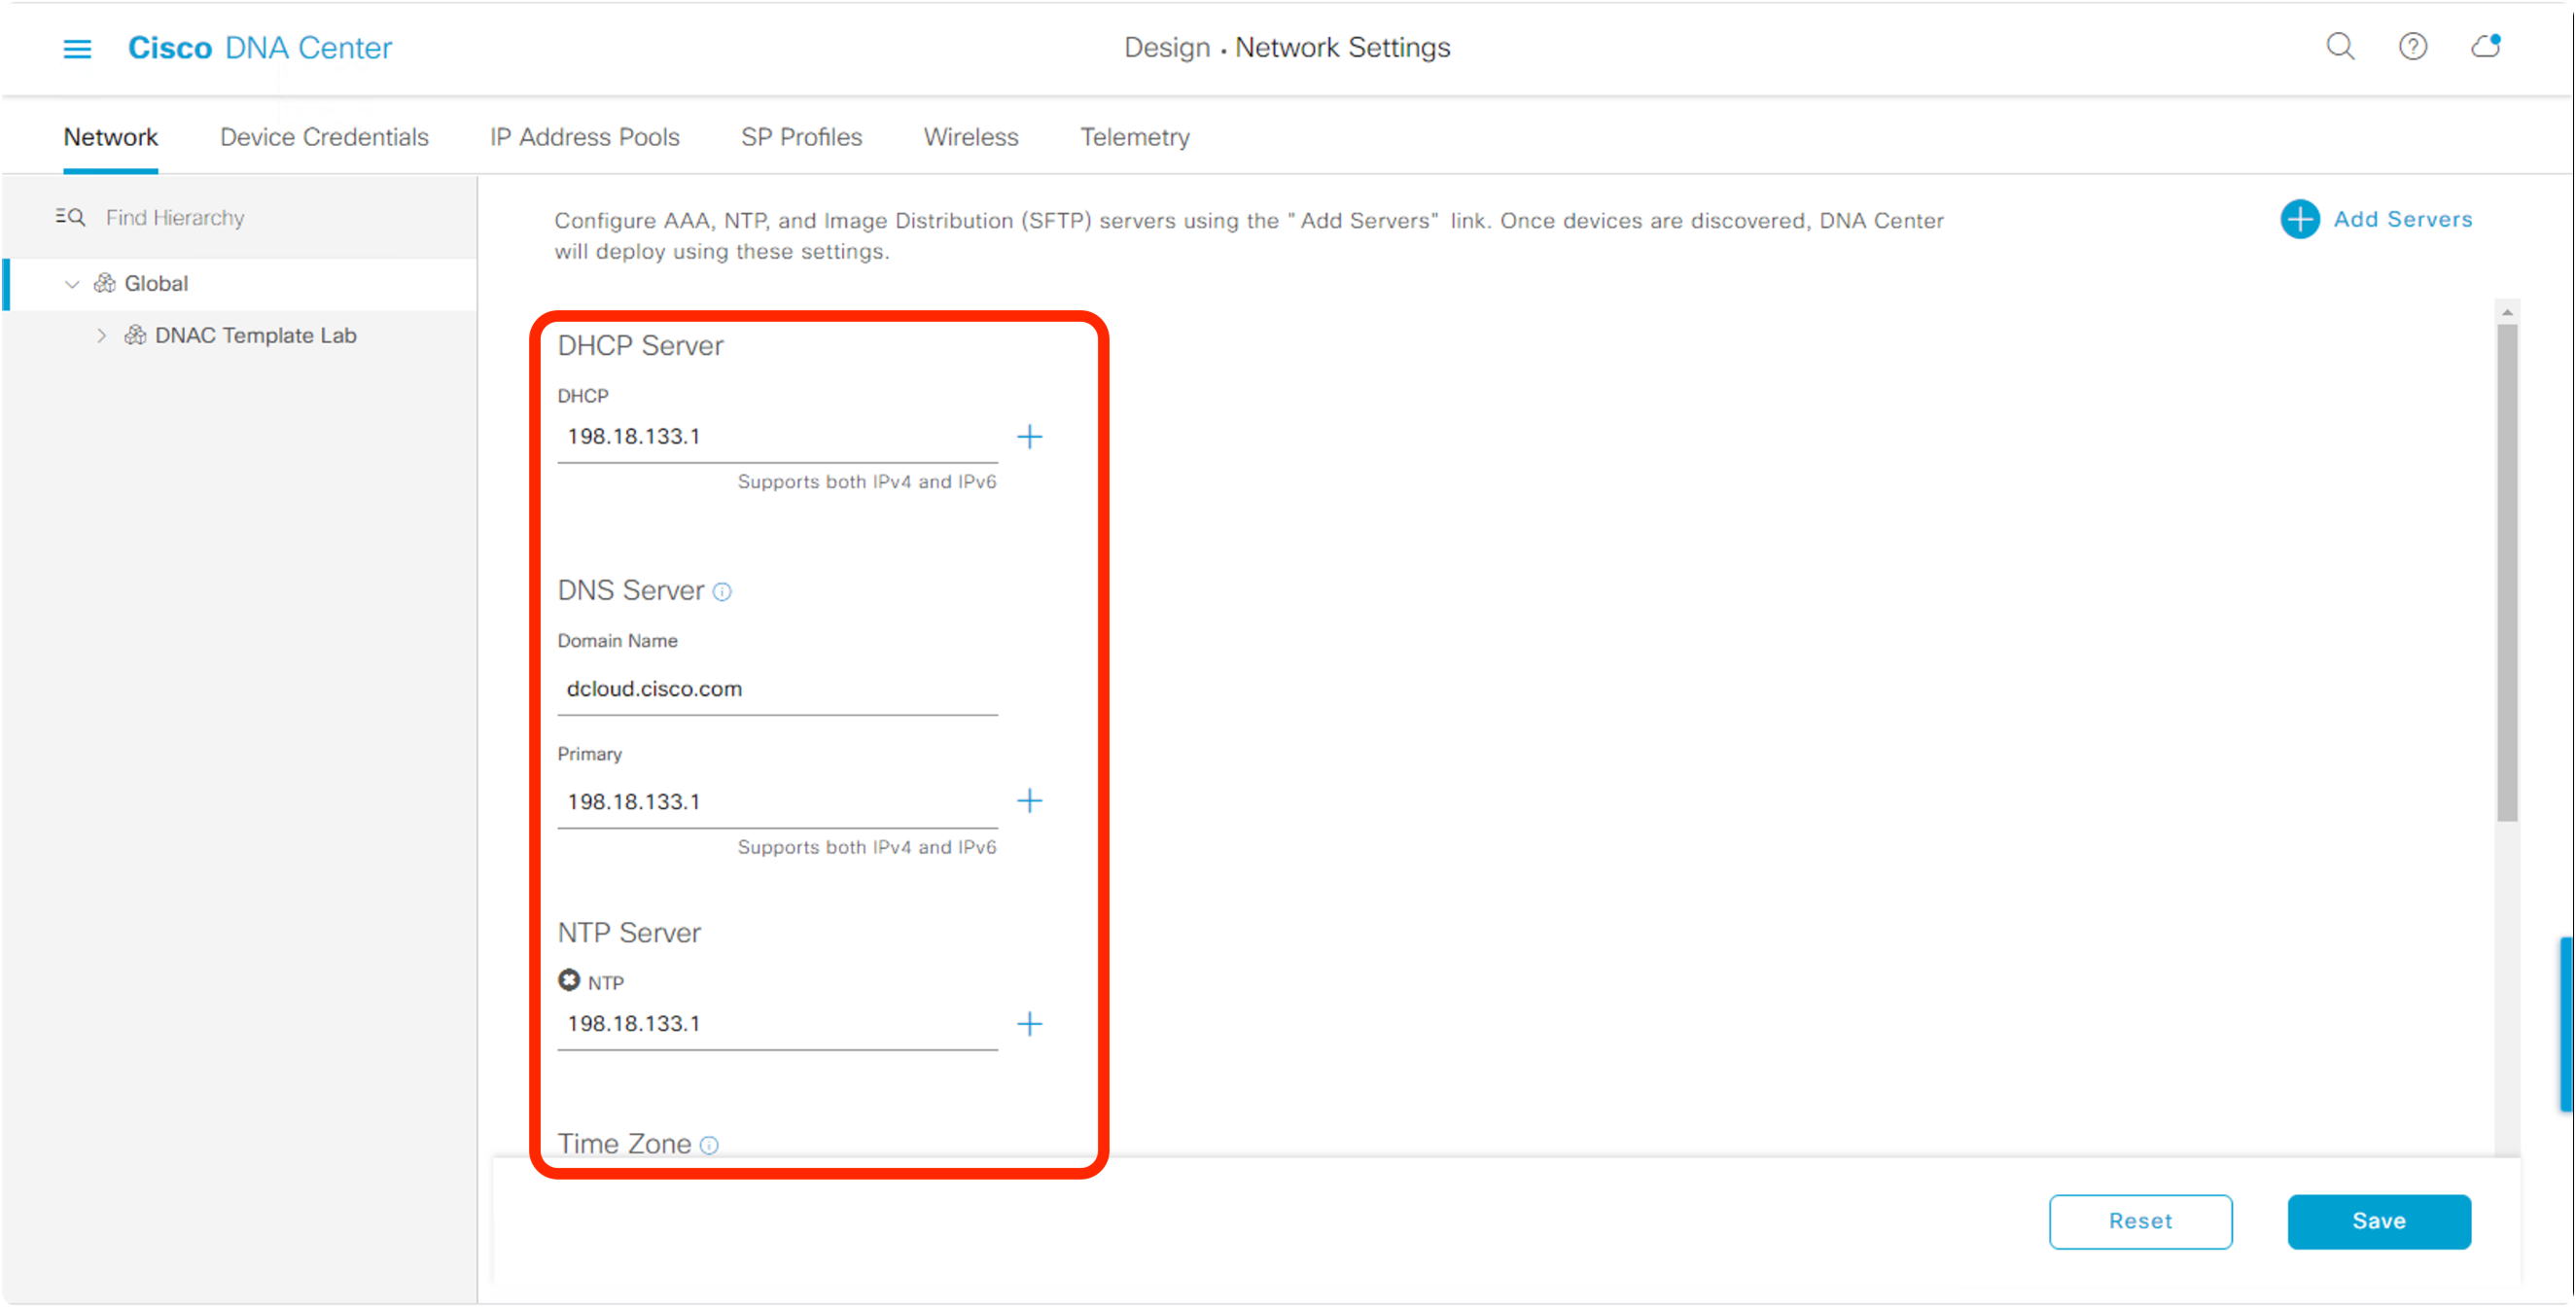 Cisco DNA Center
Design • Network Settings
Network
Device Credentials
IP Address Pools
SP Profiles
Wireless
Telemetry
Find Hierarchy
Global
DNAC Template Lab
Configure AAA, NTP, and Image Distribution (SFTP) servers using the "Add Servers" link. Once devices are discovered, DNA Center
will deploy using these settings.
Add Servers
DHCP Server
DHCP
198.18.133.1
Supports both IPv4 and IPv6
DNS Server
Domain Name
dcloud.cisco.com
Primary
198.18.133.1
Supports both IPv4 and IPv6
NTP Server
NTP
198.18.133.1
Time Zone
Reset
Save